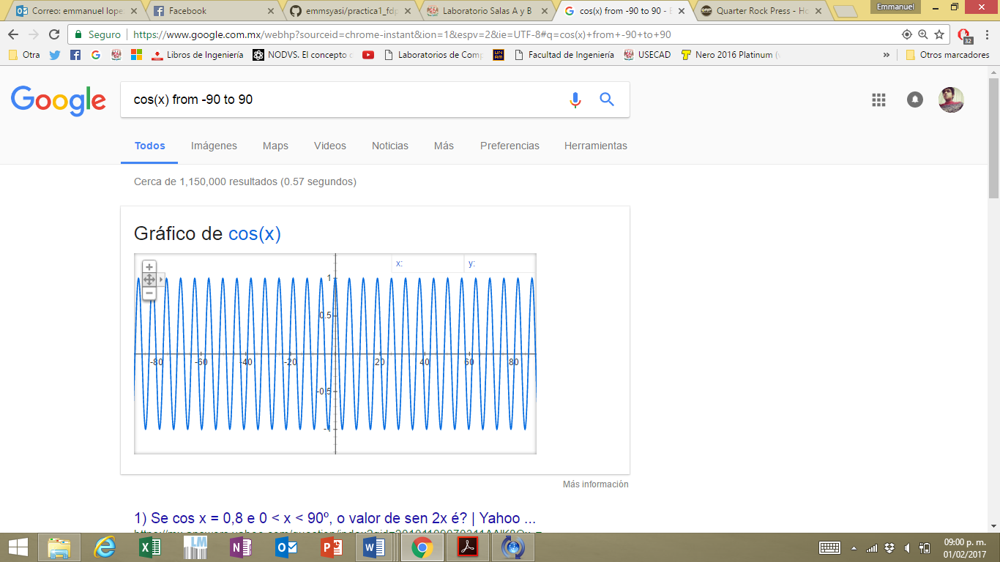 Correo: emmanuel lope
Facebook
emmsyasi/practica1_fdp
Laboratorio Salas A y B
cos(x) from -90 to 90 - B
Quarter Rock Press - Ho
Emmanuel
Seguro
https://www.google.com.mx/webhp?sourceid=chrome-instant&ion=1&espv=2&ie=UTF-8#q=cos(x)+from+-90+to+90
32
Otra
Libros de Ingeniería
NODVS. El concepto
Laboratorios de Comp
Facultad de Ingeniería
USECAD
Nero 2016 Platinum
»
Otros marcadores
Google
cos(x) from -90 to 90
Todos
Imágenes
Maps
Videos
Noticias
Más
Preferencias
Herramientas
Cerca de 1,150,000 resultados (0.57 segundos)
Gráfico de cos(x)
x:
y:
1
0.5
-80
-60
-40
-20
20
40
60
80
-0.5
-1
Más información
1) Se cos x = 0,8 e 0 < x < 90º, o valor de sen 2x é? | Yahoo ...
09:00 p. m.
01/02/2017